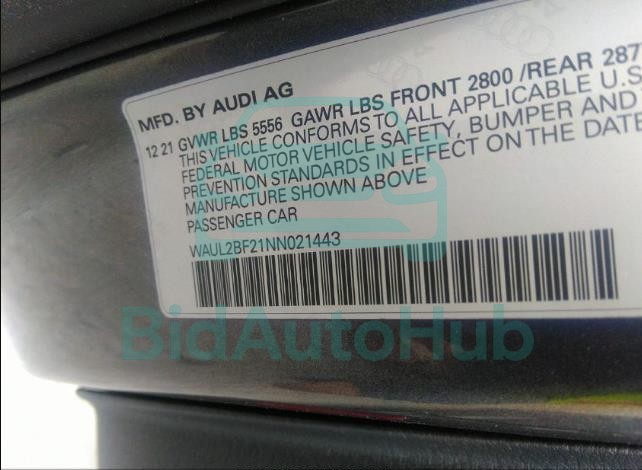 MFD. BY AUDI AG
12 21 GVWR LBS 5556 GAWR LBS FRONT 2800 /REAR 287
THIS VEHICLE CONFORMS TO ALL APPLICABLE U.S
FEDERAL MOTOR VEHICLE SAFETY, BUMPER AND
PREVENTION STANDARDS IN EFFECT ON THE DATE
MANUFACTURE SHOWN ABOVE
PASSENGER CAR
WAUL2BF21NN021443
BidAutoHub